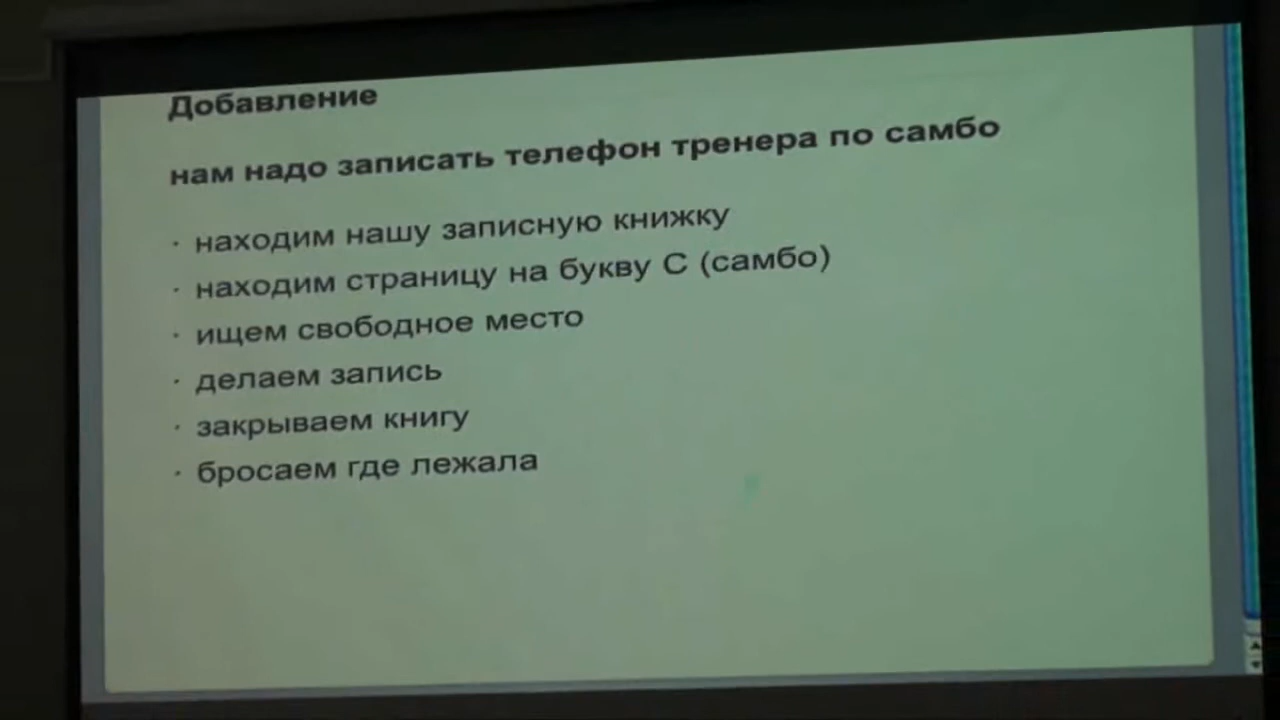 Добавление
нам надо записать телефон тренера по самбо
· находим нашу записную книжку
· находим страницу на букву С (самбо)
· ищем свободное место
· делаем запись
· закрываем книгу
· бросаем где лежала